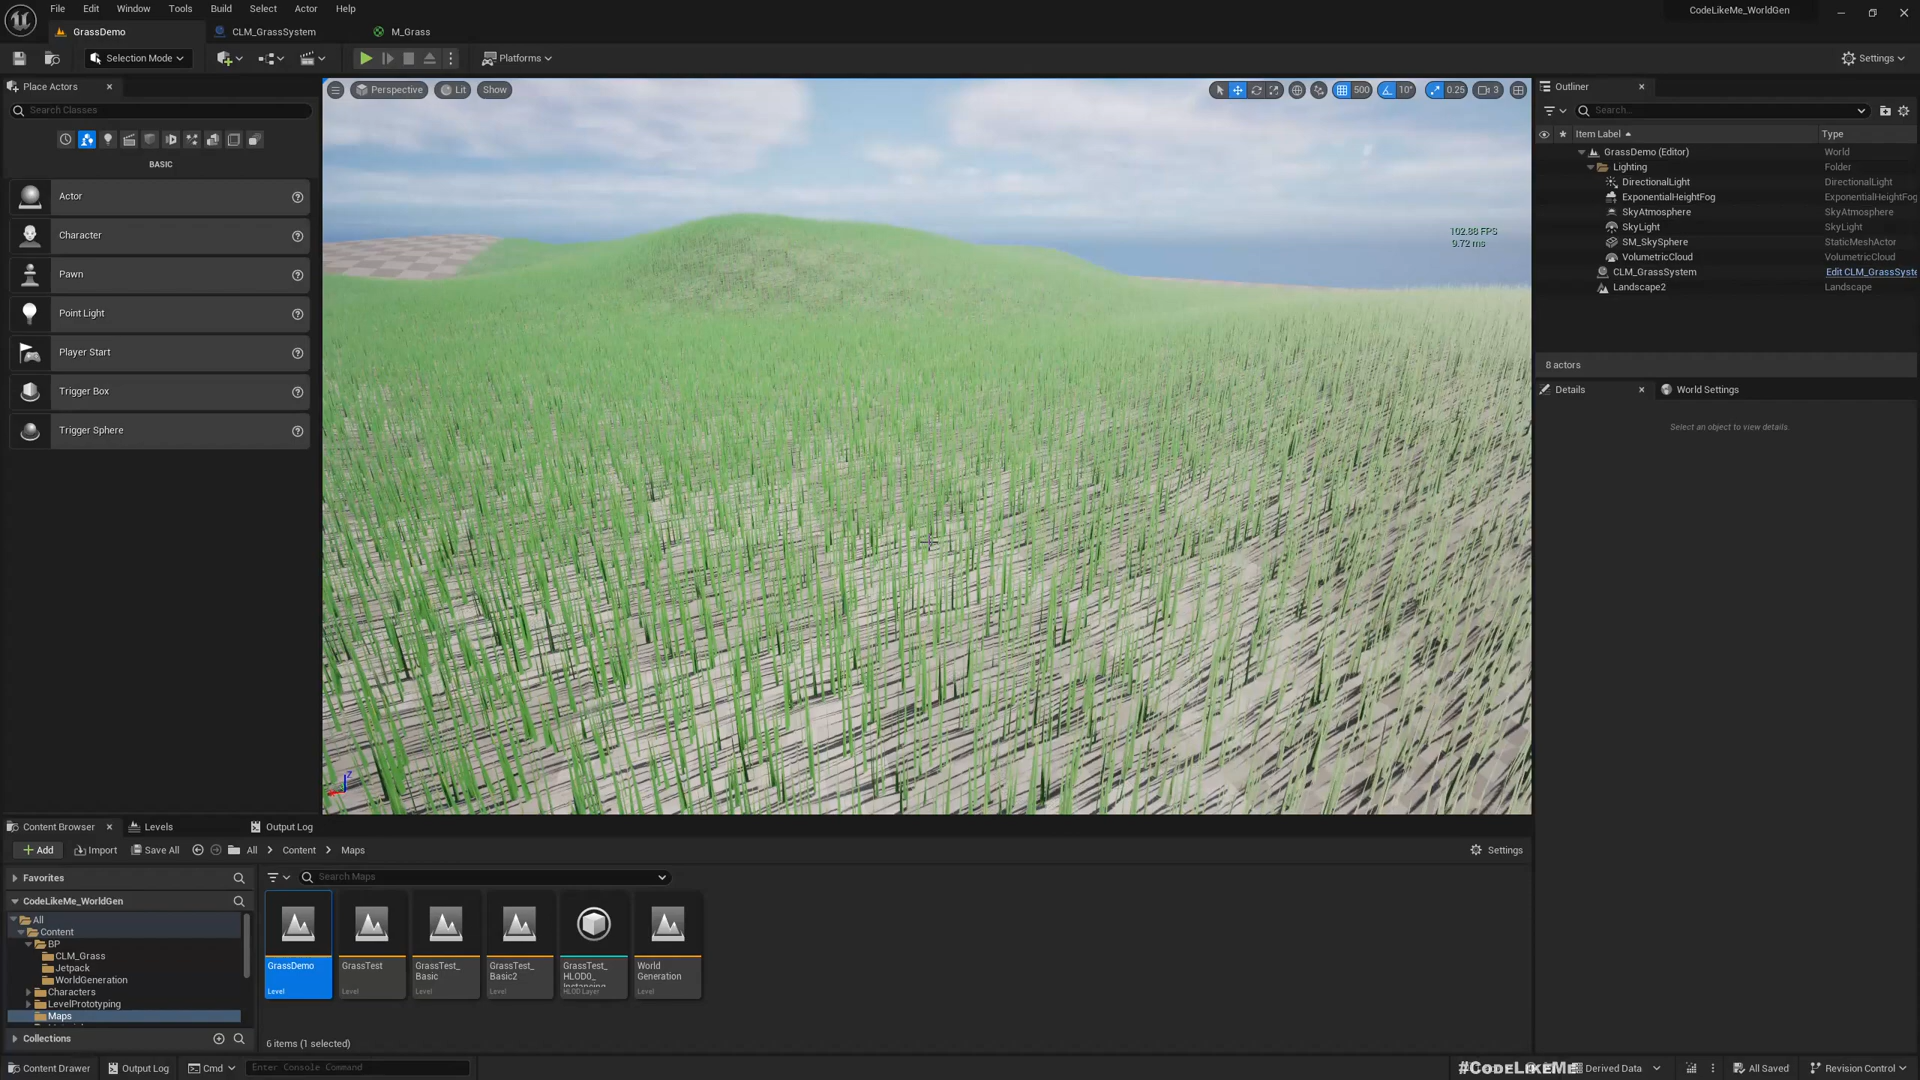 File Edit Window Tools Build Select Actor Help
CodeLikeMe_WorldGen
GrassDemo CLM_GrassSystem M_Grass
Selection Mode Platforms Settings
Place Actors
Search Classes
BASIC
Actor
Character
Pawn
Point Light
Player Start
Trigger Box
Trigger Sphere
Perspective Lit Show
500 10° 0.25 3
102.88 FPS
9.72 ms
Outliner
Search...
Item Label Type
GrassDemo (Editor) World
Lighting Folder
DirectionalLight DirectionalLight
ExponentialHeightFog ExponentialHeightFog
SkyAtmosphere SkyAtmosphere
SkyLight SkyLight
SM_SkySphere StaticMeshActor
VolumetricCloud VolumetricCloud
CLM_GrassSystem Edit CLM_GrassSyste
Landscape2 Landscape
8 actors
Details World Settings
Select an object to view details.
Content Browser Levels Output Log
Add Import Save All All Content Maps Settings
Favorites
Search Maps
CodeLikeMe_WorldGen
All
Content
BP
CLM_Grass
Jetpack
WorldGeneration
Characters
LevelPrototyping
Maps
Collections
GrassDemo
Level
GrassTest
Level
GrassTest_
Basic
Level
GrassTest_
Basic2
Level
GrassTest_
HLOD0_
Instancing
HLOD Layer
World
Generation
Level
6 items (1 selected)
Content Drawer Output Log Cmd Enter Console Command
#CodeLikeMe Derived Data All Saved Revision Control